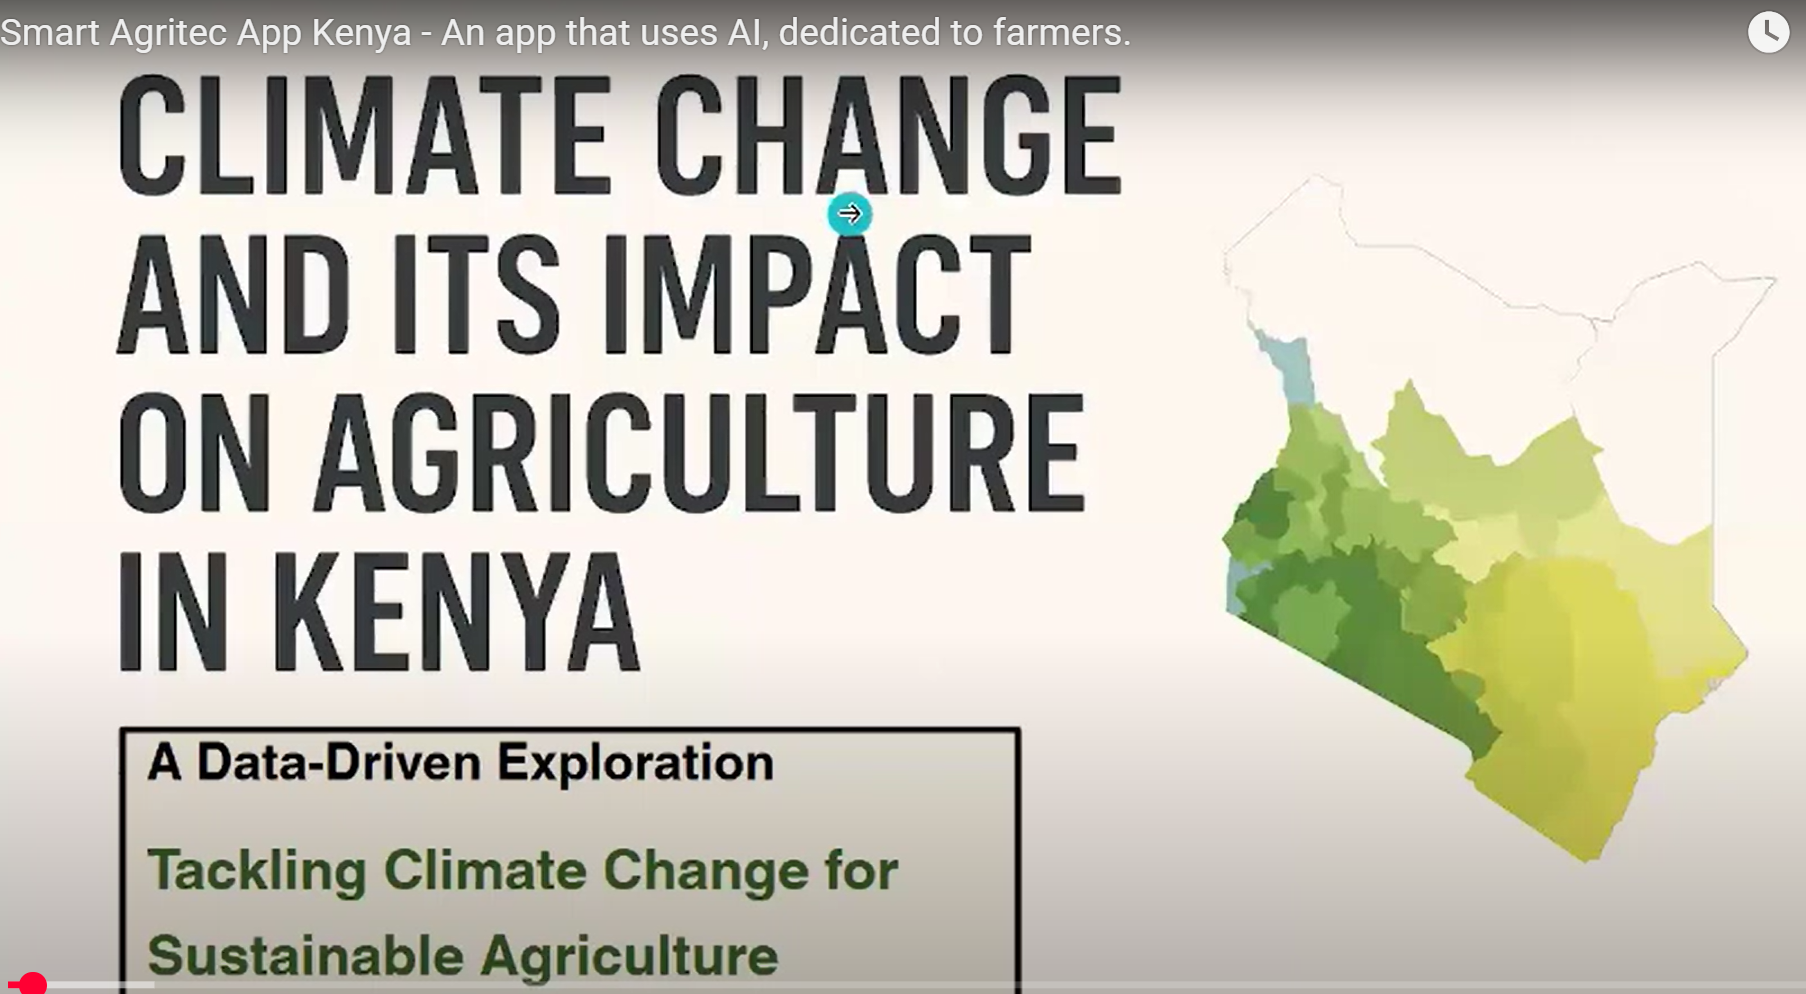 Smart Agritec App Kenya - An app that uses AI, dedicated to farmers.
CLIMATE CHANGE
AND ITS IMPACT
ON AGRICULTURE
IN KENYA
A Data-Driven Exploration
Tackling Climate Change for
Sustainable Agriculture